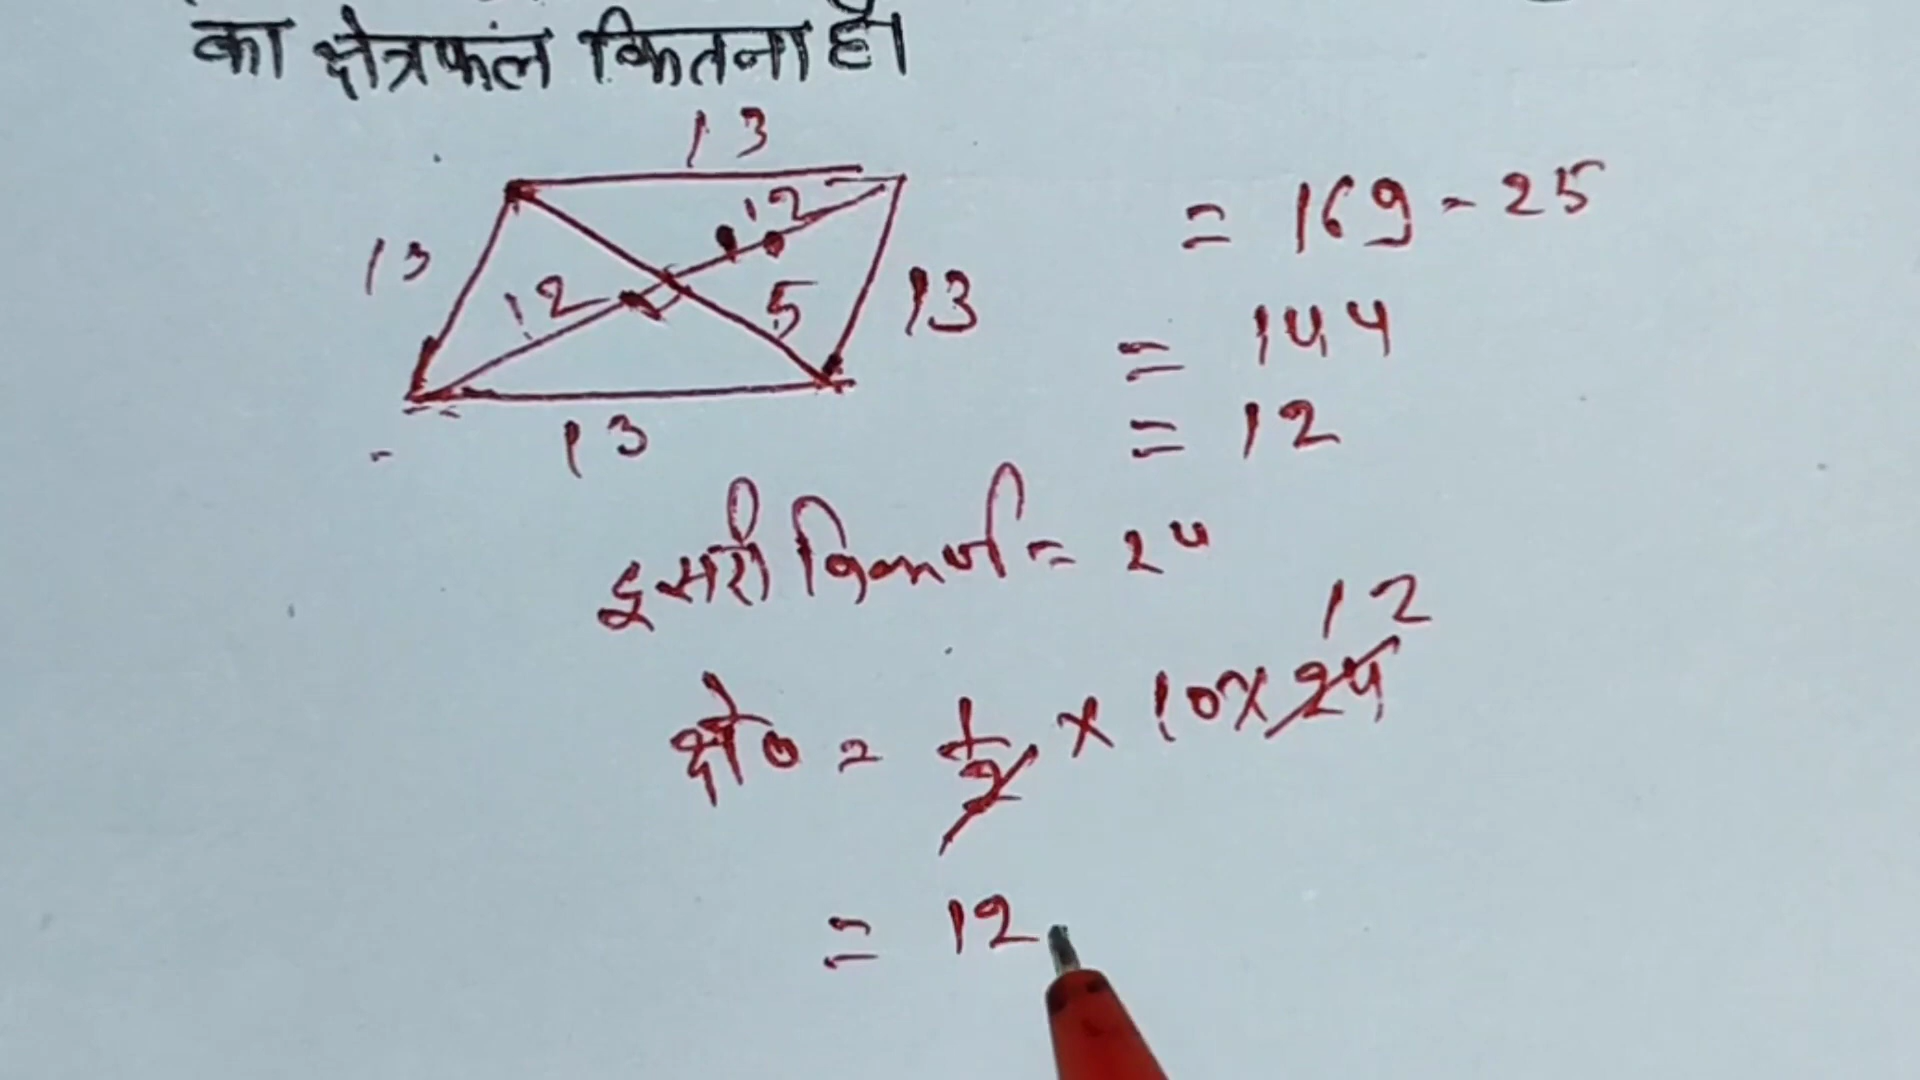 का क्षेत्रफल कितना है।
13
12
13
12
5
13
13
= 169 - 25
= 144
= 12
दूसरी विकर्ण = 24
12
क्षे० = 1/2 × 10 × 24
= 12